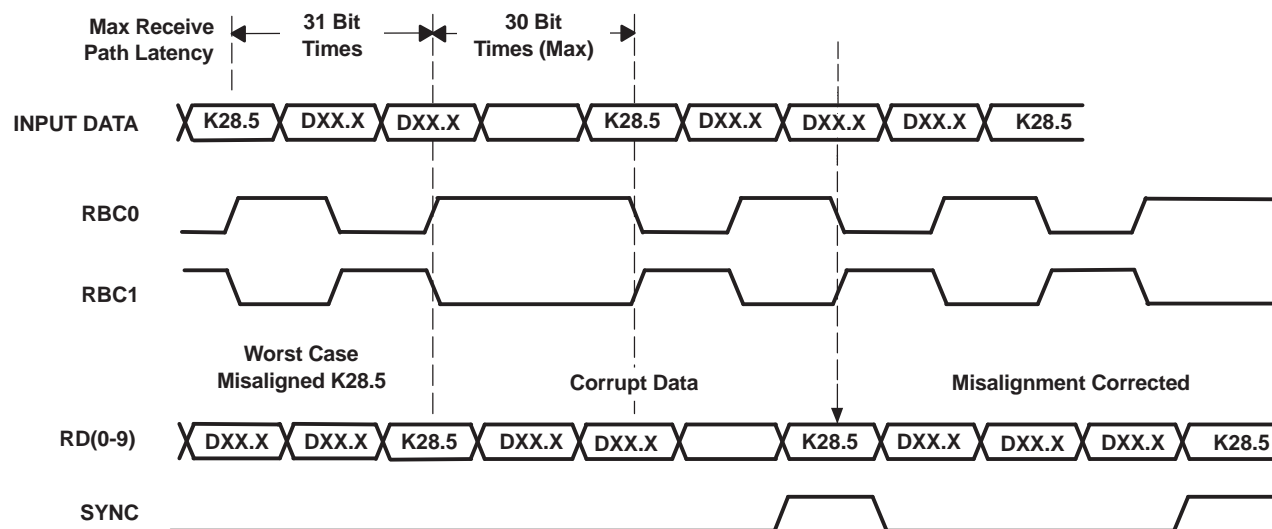 Max Receive
Path Latency
31 Bit
Times
30 Bit
Times (Max)
INPUT DATA
K28.5 DXX.X DXX.X K28.5 DXX.X DXX.X DXX.X K28.5
RBC0
RBC1
Worst Case
Misaligned K28.5
Corrupt Data
Misalignment Corrected
RD(0-9)
DXX.X DXX.X K28.5 DXX.X DXX.X K28.5 DXX.X DXX.X DXX.X K28.5
SYNC